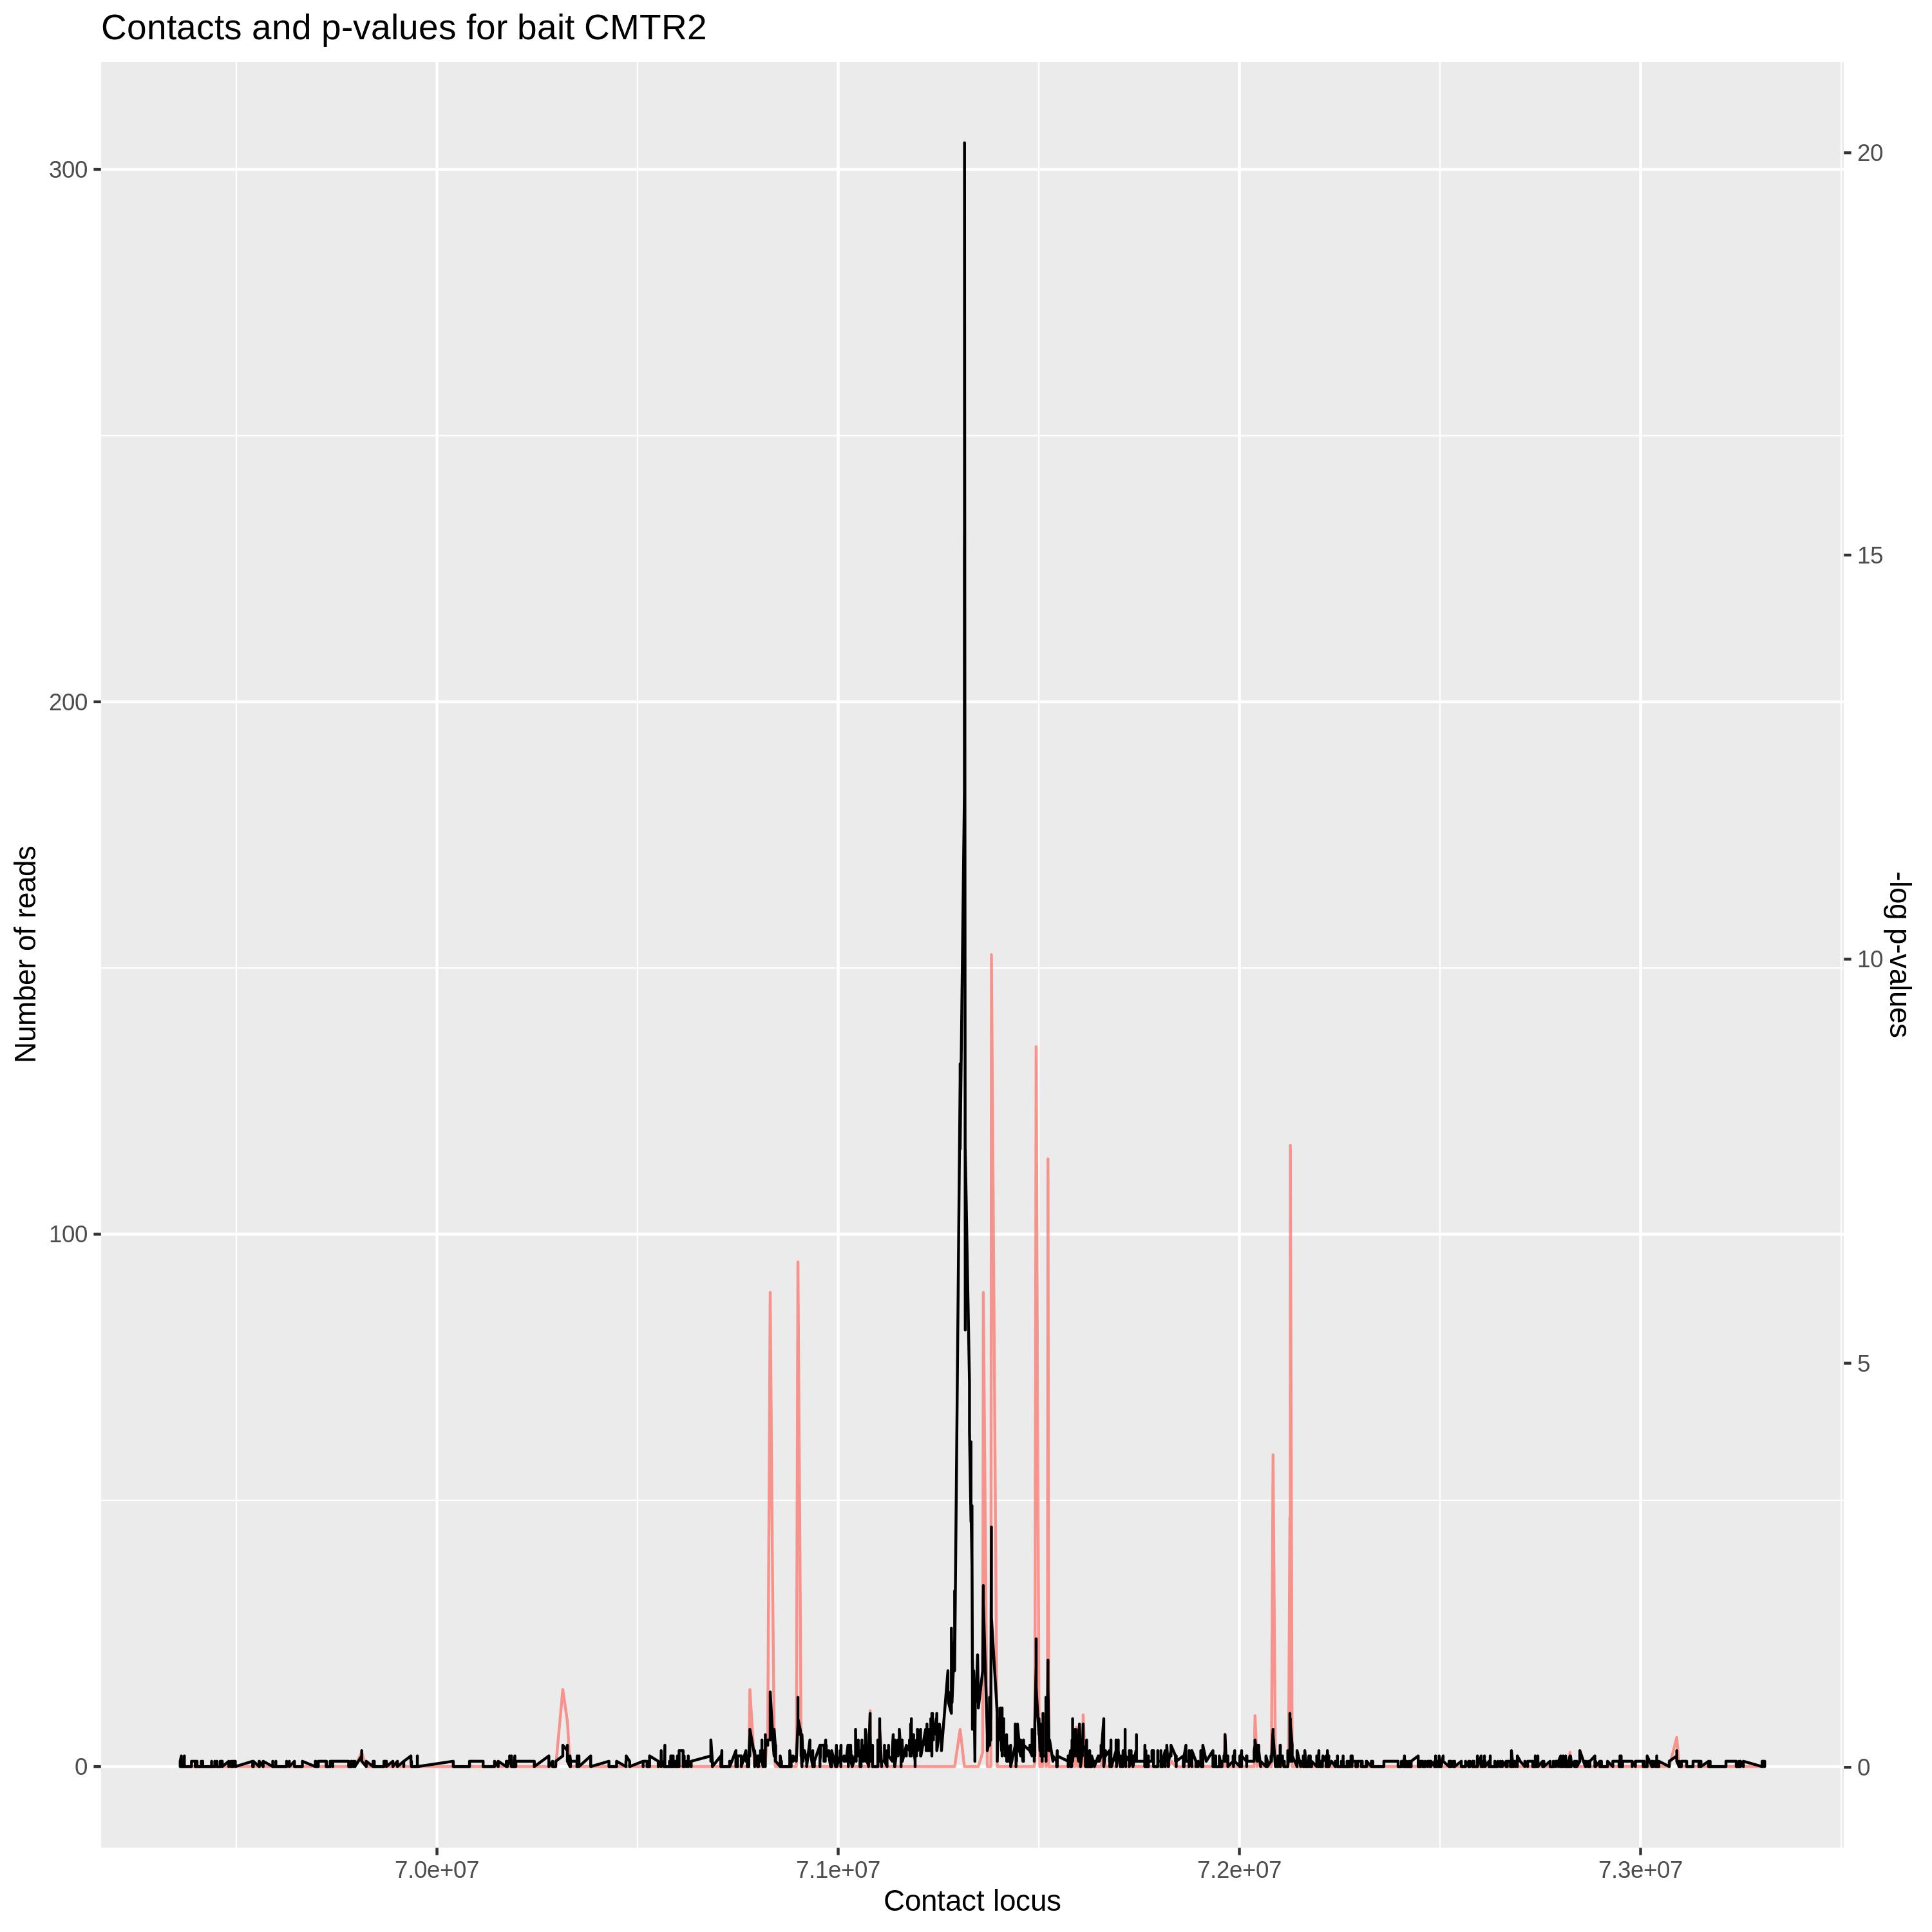 Contacts and p-values for bait CMTR2
300
200
100
0
Number of reads
20
15
10
5
0
-log p-values
7.0e+07
7.1e+07
7.2e+07
7.3e+07
Contact locus